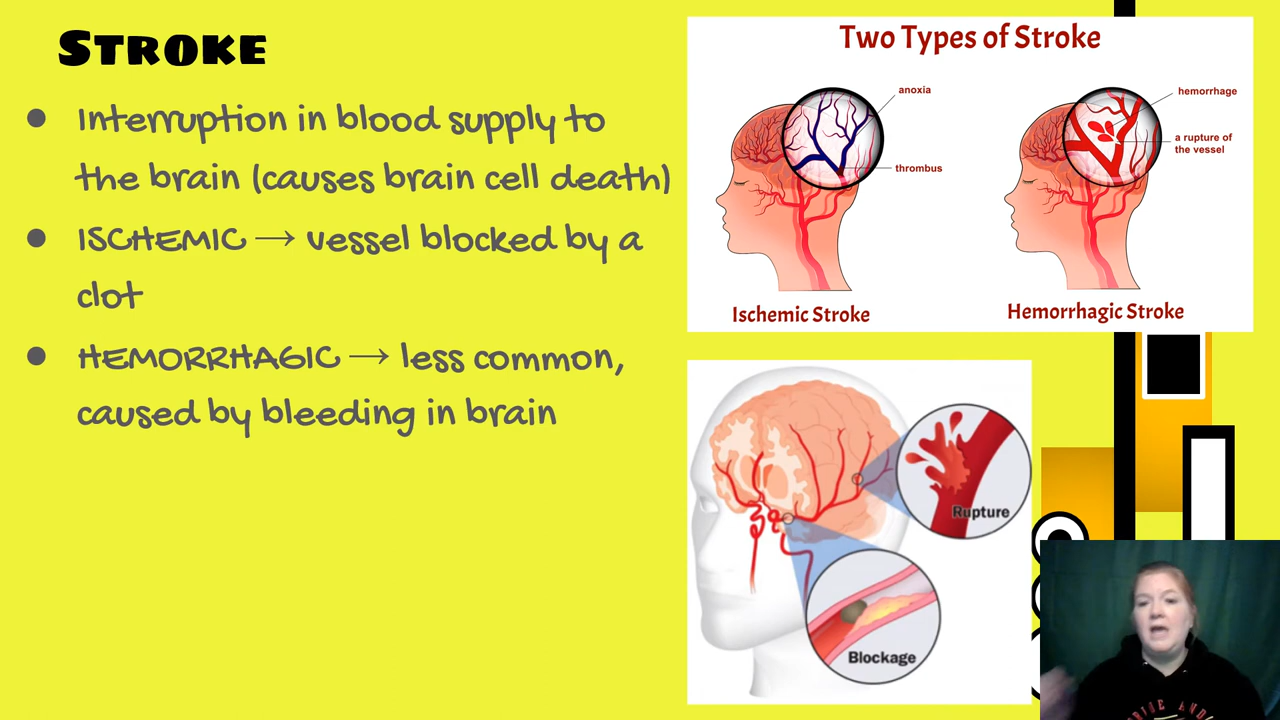 STROKE
● Interruption in blood supply to
the brain (causes brain cell death)
● ISCHEMIC → vessel blocked by a
clot
● HEMORRHAGIC → less common,
caused by bleeding in brain
Two Types of Stroke
anoxia
thrombus
Ischemic Stroke
hemorrhage
a rupture of
the vessel
Hemorrhagic Stroke
Rupture
Blockage